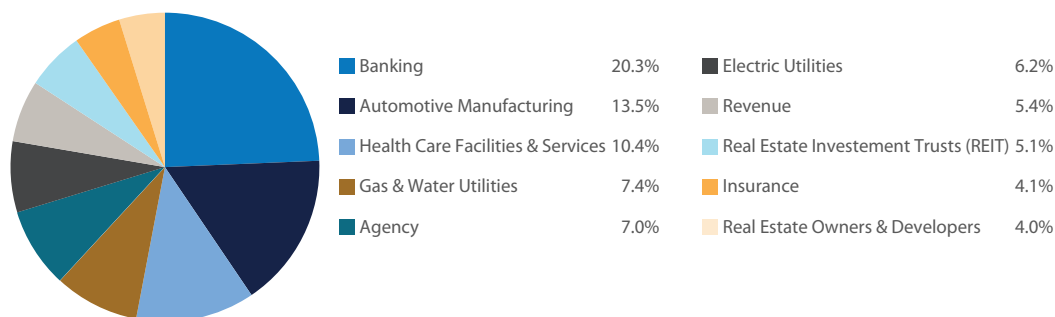 Banking 20.3%
Automotive Manufacturing 13.5%
Health Care Facilities & Services 10.4%
Gas & Water Utilities 7.4%
Agency 7.0%
Electric Utilities 6.2%
Revenue 5.4%
Real Estate Investement Trusts (REIT) 5.1%
Insurance 4.1%
Real Estate Owners & Developers 4.0%